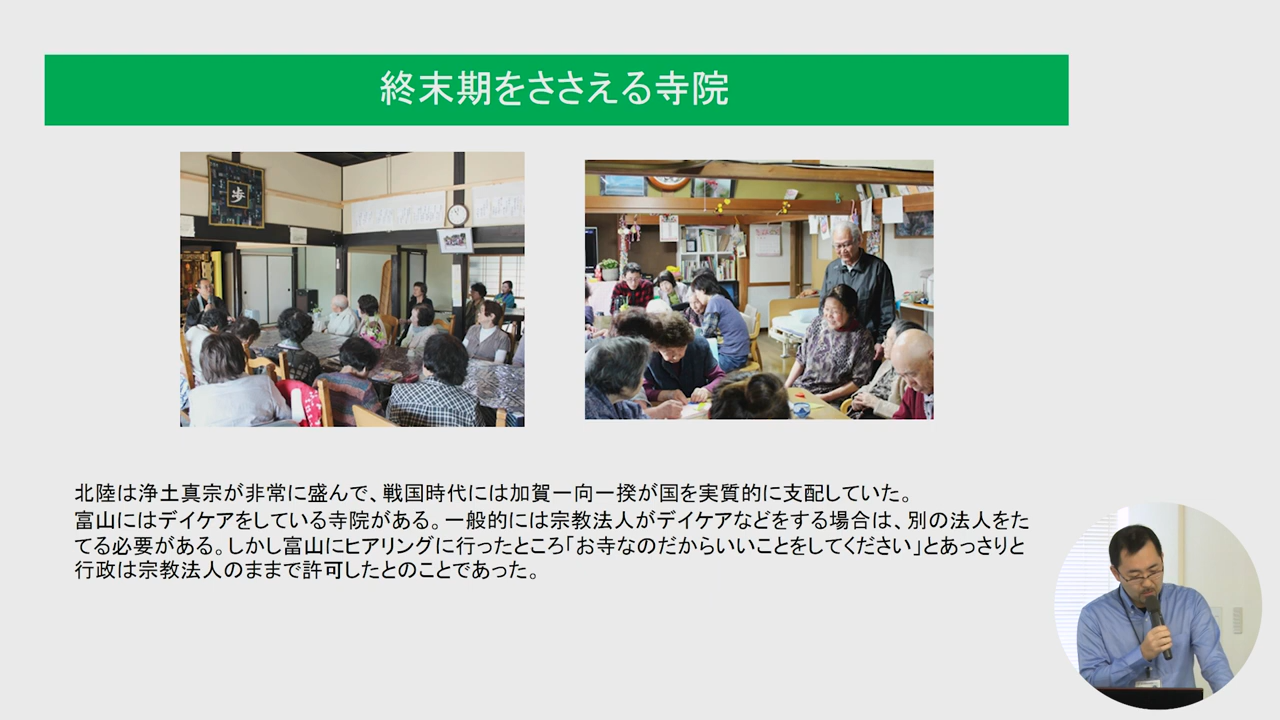 終末期をささえる寺院
歩
北陸は浄土真宗が非常に盛んで、戦国時代には加賀一向一揆が国を実質的に支配していた。
富山にはデイケアをしている寺院がある。一般的には宗教法人がデイケアなどをする場合は、別の法人をた
てる必要がある。しかし富山にヒアリングに行ったところ「お寺なのだからいいことをしてください」とあっさりと
行政は宗教法人のままで許可したとのことであった。